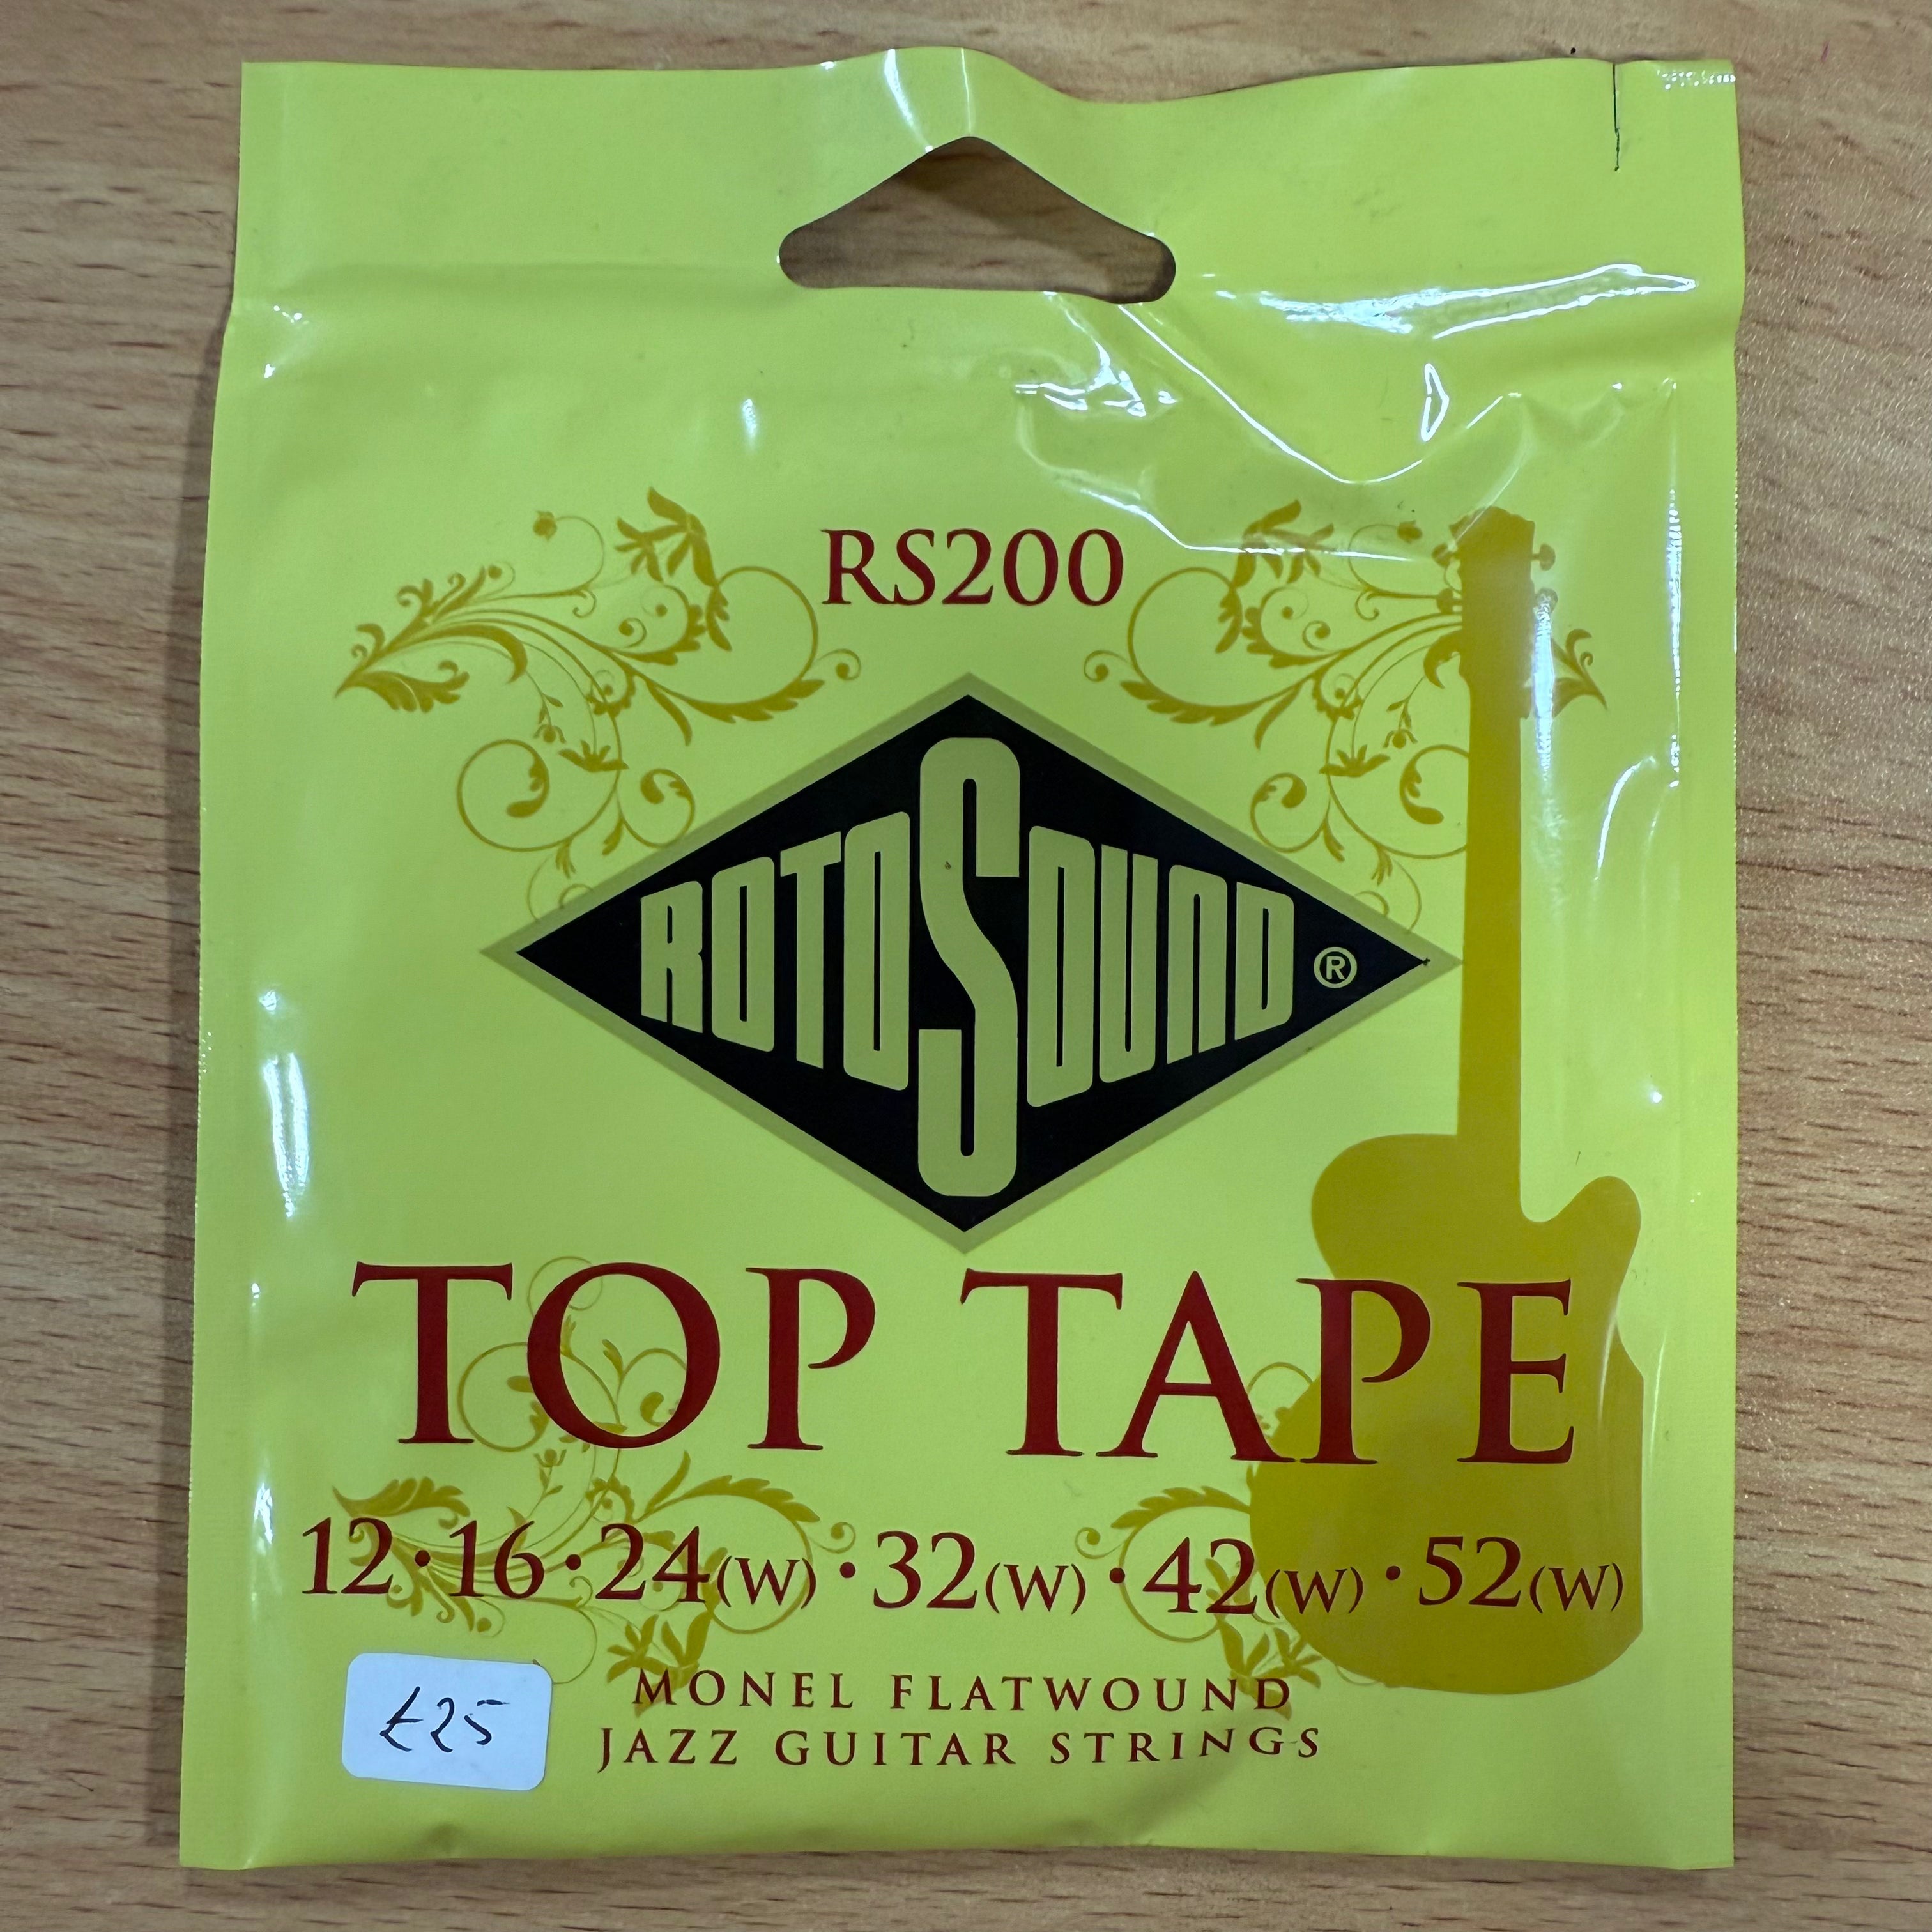 RS200
ROTOSOUND®
TOP TAPE
12·16·24(W)·32(W)·42(W)·52(W)
£25
MONEL FLATWOUND
JAZZ GUITAR STRINGS